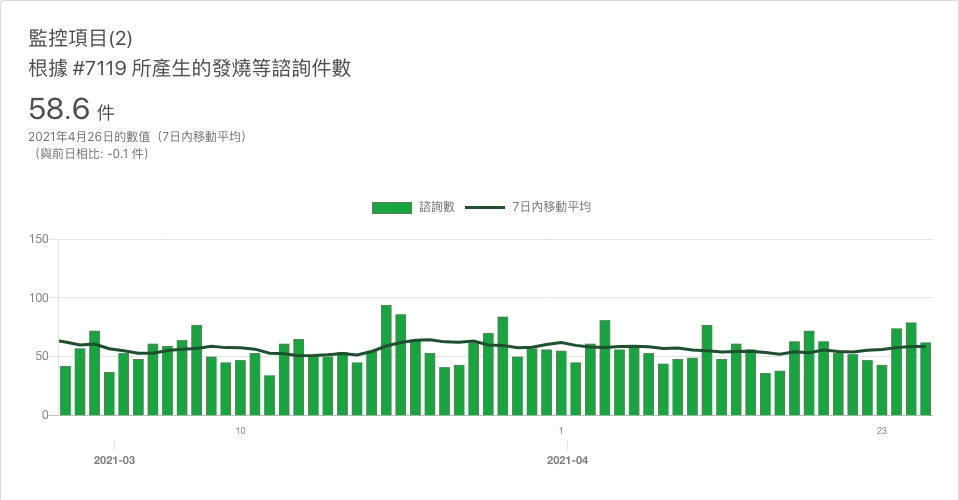 監控項目(2)
根據 #7119 所產生的發燒等諮詢件數
58.6 件
2021年4月26日的數值（7日內移動平均）
（與前日相比: -0.1 件）
諮詢數 7日內移動平均
150
100
50
0
10 1 23
2021-03 2021-04